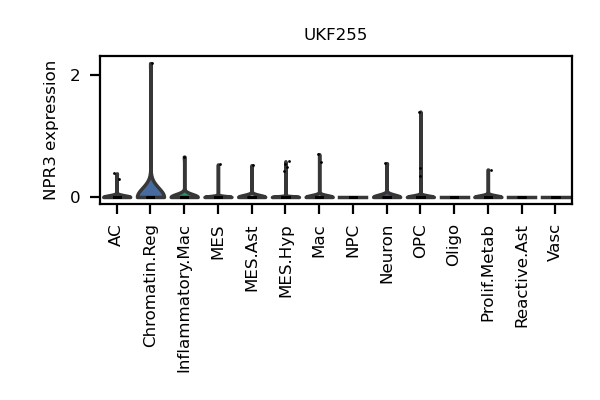 UKF255
NPR3 expression
2
0
AC
Chromatin.Reg
Inflammatory.Mac
MES
MES.Ast
MES.Hyp
Mac
NPC
Neuron
OPC
Oligo
Prolif.Metab
Reactive.Ast
Vasc